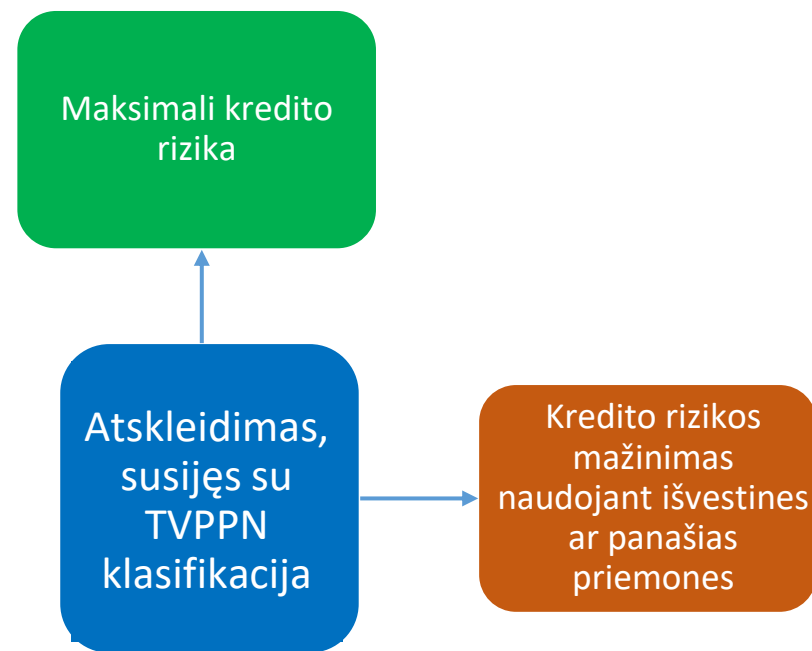 Maksimali kredito
rizika
Atskleidimas,
susijęs su
TVPPN
klasifikacija
Kredito rizikos
mažinimas
naudojant išvestines
ar panašias
priemones